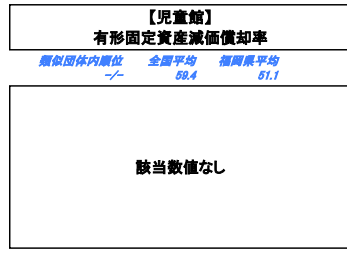 【児童館】
有形固定資産減価償却率
類似団体内順位 全国平均 福岡県平均
-/- 59.4 51.1
該当数値なし